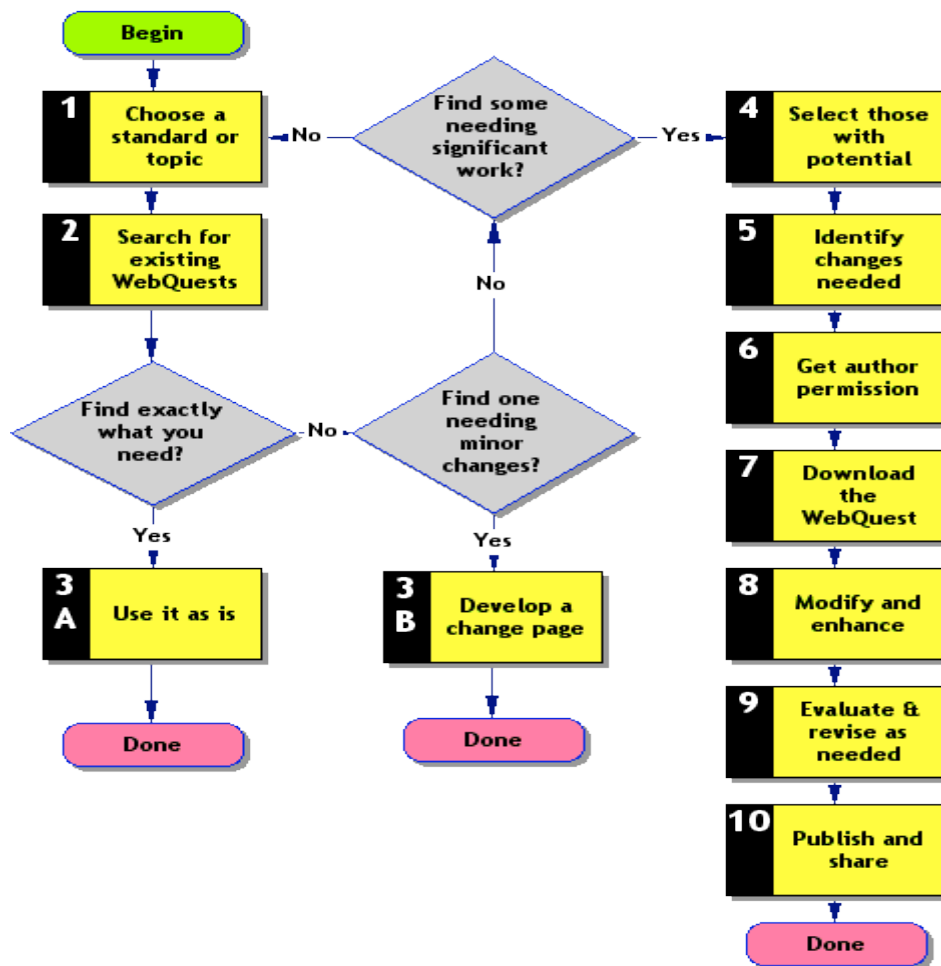 Begin
1
Choose a
standard or
topic
2
Search for
existing
WebQuests
Find exactly
what you
need?
Yes
3
A
Use it as is
Done
No
Find one
needing
minor
changes?
Yes
3
B
Develop a
change page
Done
No
Find some
needing
significant
work?
No
Yes
4
Select those
with
potential
5
Identify
changes
needed
6
Get author
permission
7
Download
the
WebQuest
8
Modify and
enhance
9
Evaluate &
revise as
needed
10
Publish and
share
Done